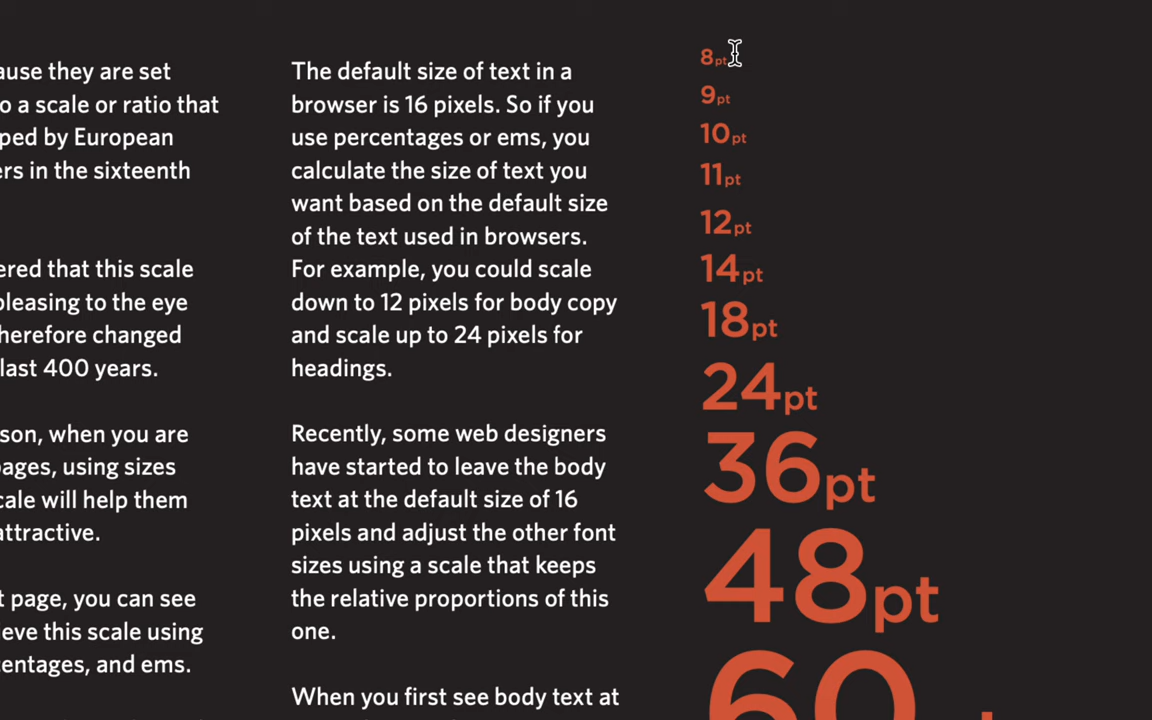 ause they are set
o a scale or ratio that
ped by European
ers in the sixteenth
ered that this scale
pleasing to the eye
herefore changed
last 400 years.
son, when you are
pages, using sizes
cale will help them
attractive.
t page, you can see
ieve this scale using
centages, and ems.
The default size of text in a
browser is 16 pixels. So if you
use percentages or ems, you
calculate the size of text you
want based on the default size
of the text used in browsers.
For example, you could scale
down to 12 pixels for body copy
and scale up to 24 pixels for
headings.
Recently, some web designers
have started to leave the body
text at the default size of 16
pixels and adjust the other font
sizes using a scale that keeps
the relative proportions of this
one.
When you first see body text at
8pt
9pt
10pt
11pt
12pt
14pt
18pt
24pt
36pt
48pt
60